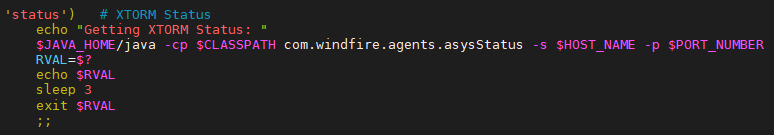 'status')   # XTORM Status
    echo "Getting XTORM Status: "
    $JAVA_HOME/java -cp $CLASSPATH com.windfire.agents.asysStatus -s $HOST_NAME -p $PORT_NUMBER
    RVAL=$?
    echo $RVAL
    sleep 3
    exit $RVAL
    ;;